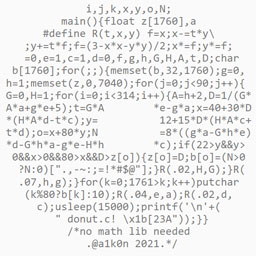 i,j,k,x,y,o,N;
main(){float z[1760],a
#define R(t,x,y) f=x;x-=t*y\
;y+=t*f;f=(3-x*x-y*y)/2;x*=f;y*=f;
=0,e=1,c=1,d=0,f,g,h,G,H,A,t,D;char
b[1760];for(;;){memset(b,32,1760);g=0,
h=1;memset(z,0,7040);for(j=0;j<90;j++){
G=0,H=1;for(i=0;i<314;i++){A=h+2,D=1/(G*
A*a+g*e+5);t=G*A *e-g*a;x=40+30*D
*(H*A*d-t*c);y= 12+15*D*(H*A*c+
t*d);o=x+80*y;N =8*((g*a-G*h*e)
*d-G*h*a-g*e-H*h *c);if(22>y&&y>
0&&x>0&&80>x&&D>z[o]){z[o]=D;b[o]=(N>0
?N:0)[".,-~:;=!*#$@"];}R(.02,H,G);}R(
.07,h,g);}for(k=0;1761>k;k++)putchar
(k%80?b[k]:10);R(.04,e,a);R(.02,d,
c);usleep(15000);printf('\n'+(
" donut.c! \x1b[23A"));}}
/*no math lib needed
.@a1k0n 2021.*/